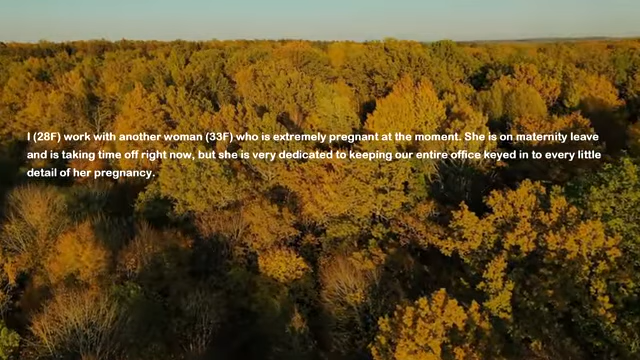 I (28F) work with another woman (33F) who is extremely pregnant at the moment. She is on maternity leave
and is taking time off right now, but she is very dedicated to keeping our entire office keyed in to every little
detail of her pregnancy.